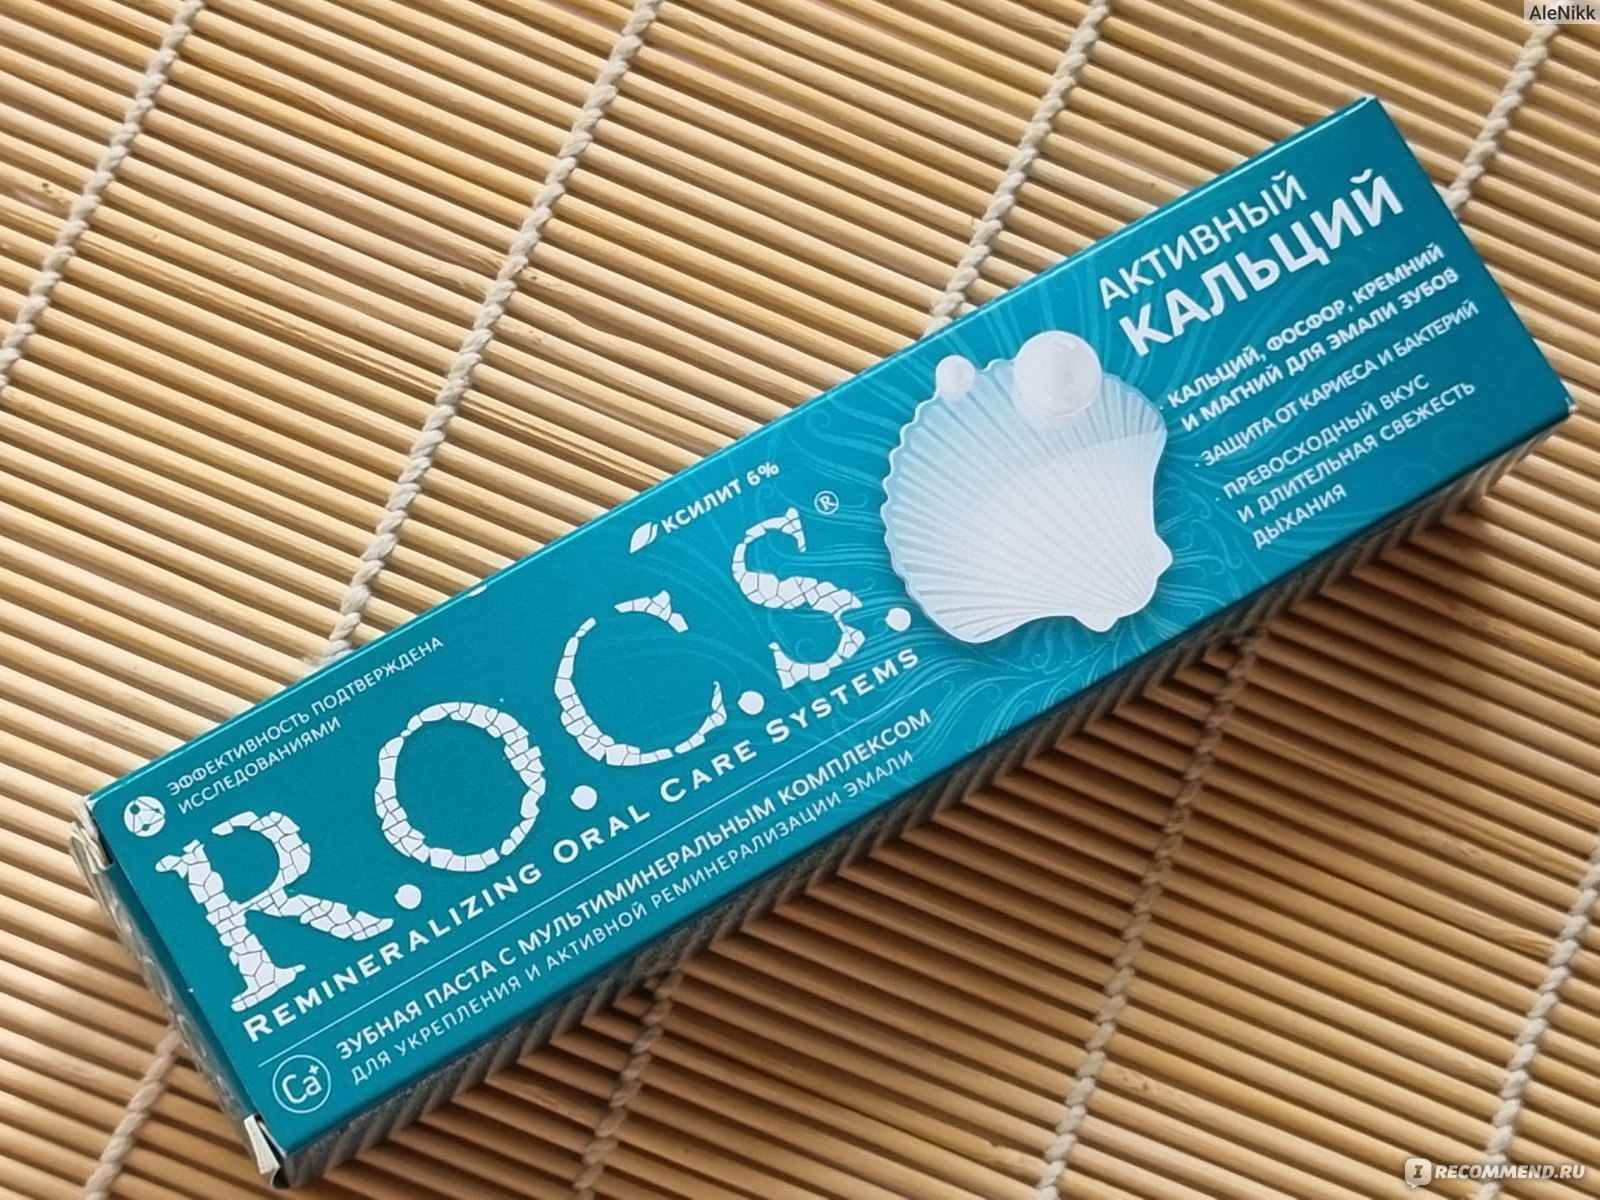 AleNikk
АКТИВНЫЙ
КАЛЬЦИЙ
· КАЛЬЦИЙ, ФОСФОР, КРЕМНИЙ
И МАГНИЙ ДЛЯ ЭМАЛИ ЗУБОВ
· ЗАЩИТА ОТ КАРИЕСА И БАКТЕРИЙ
· ПРЕВОСХОДНЫЙ ВКУС
И ДЛИТЕЛЬНАЯ СВЕЖЕСТЬ
ДЫХАНИЯ
КСИЛИТ 6%
ЭФФЕКТИВНОСТЬ ПОДТВЕРЖДЕНА
ИССЛЕДОВАНИЯМИ
R.O.C.S.®
REMINERALIZING ORAL CARE SYSTEMS
Ca+
ЗУБНАЯ ПАСТА С МУЛЬТИМИНЕРАЛЬНЫМ КОМПЛЕКСОМ
ДЛЯ УКРЕПЛЕНИЯ И АКТИВНОЙ РЕМИНЕРАЛИЗАЦИИ ЭМАЛИ
IRECOMMEND.RU